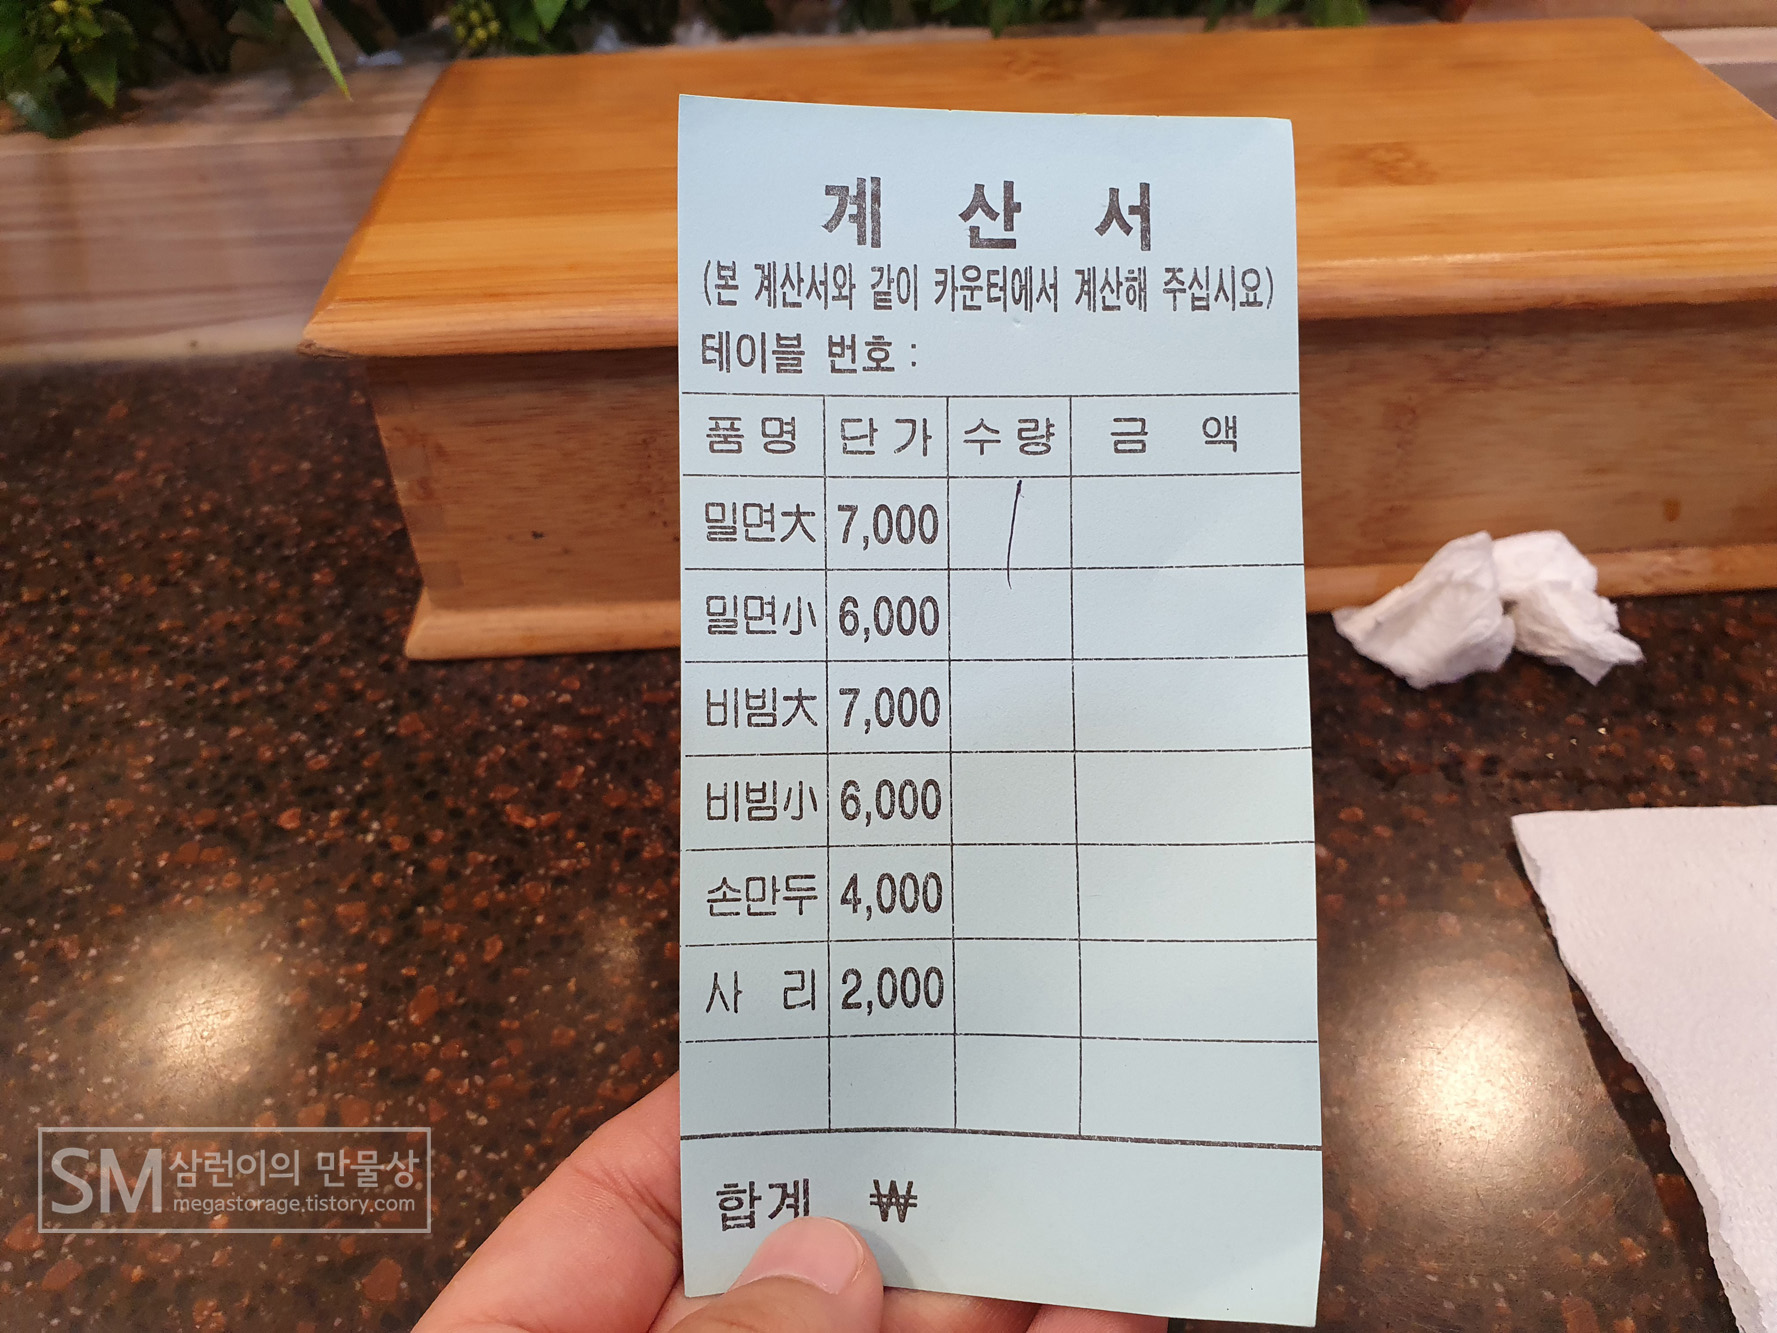 계 산 서
(본 계산서와 같이 카운터에서 계산해 주십시요)
테이블 번호 :
품명 단가 수량 금 액
밀면大 7,000 /
밀면小 6,000
비빔大 7,000
비빔小 6,000
손만두 4,000
사 리 2,000
합계 ₩
SM 삼런이의 만물상
megastorage.tistory.com